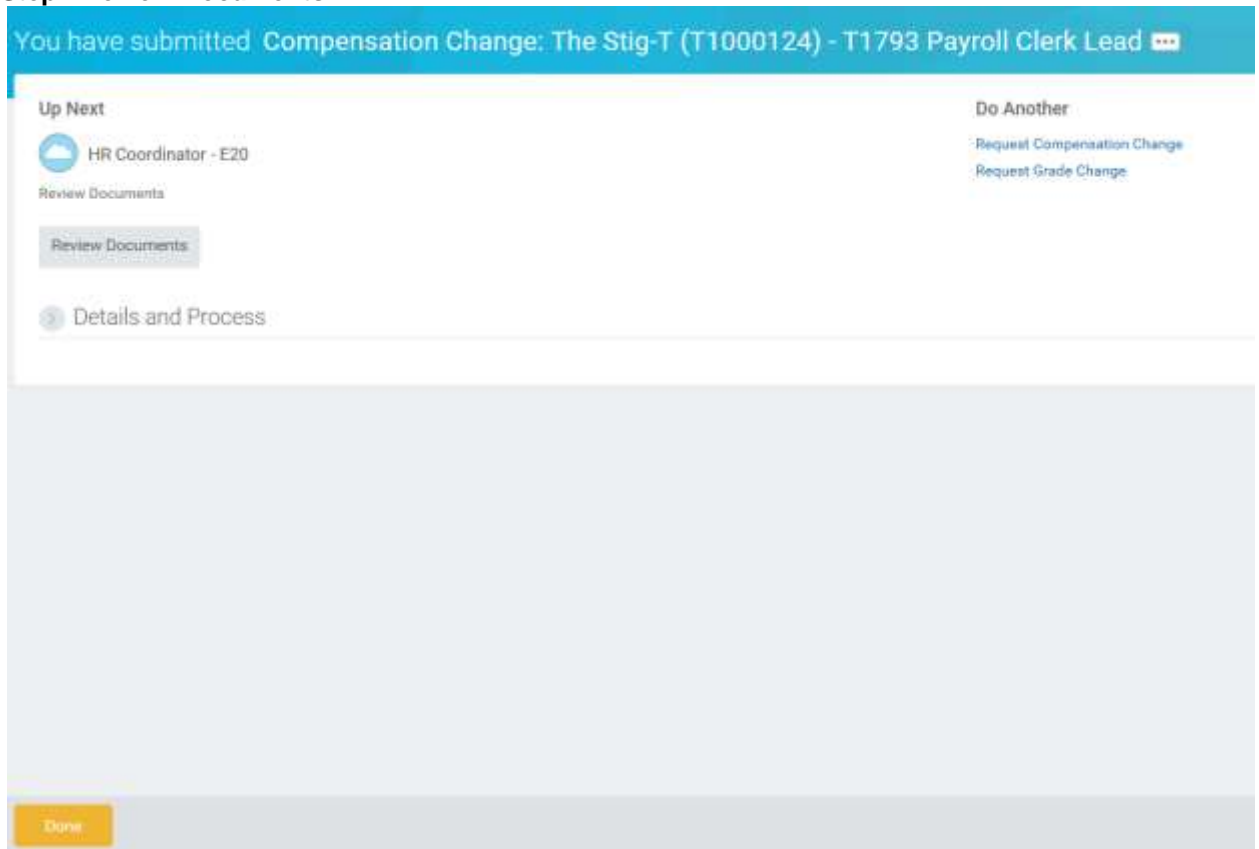 You have submitted Compensation Change: The Stig-T (T1000124) - T1793 Payroll Clerk Lead
Up Next
HR Coordinator - E20
Review Documents
Review Documents
Details and Process
Do Another
Request Compensation Change
Request Grade Change
Done